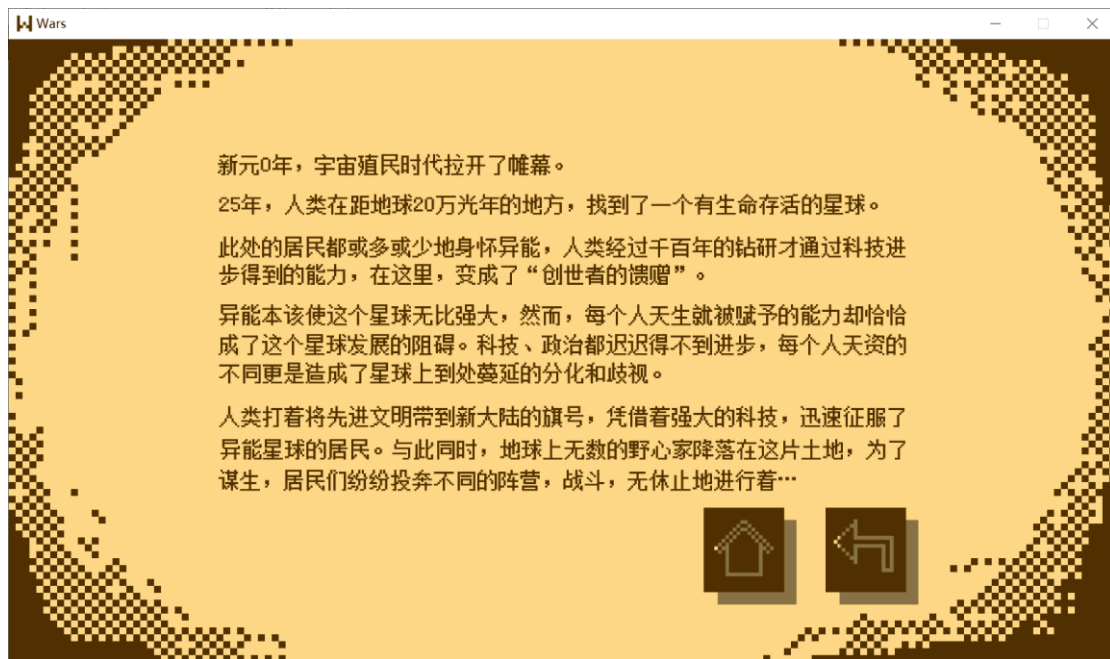 Wars
新元0年，宇宙殖民时代拉开了帷幕。
25年，人类在距地球20万光年的地方，找到了一个有生命存活的星球。
此处的居民都或多或少地身怀异能，人类经过千百年的钻研才通过科技进
步得到的能力，在这里，变成了“创世者的馈赠”。
异能本该使这个星球无比强大，然而，每个人天生就被赋予的能力却恰恰
成了这个星球发展的阻碍。科技、政治都迟迟得不到进步，每个人天资的
不同更是造成了星球上到处蔓延的分化和歧视。
人类打着将先进文明带到新大陆的旗号，凭借着强大的科技，迅速征服了
异能星球的居民。与此同时，地球上无数的野心家降落在这片土地，为了
谋生，居民们纷纷投奔不同的阵营，战斗，无休止地进行着…